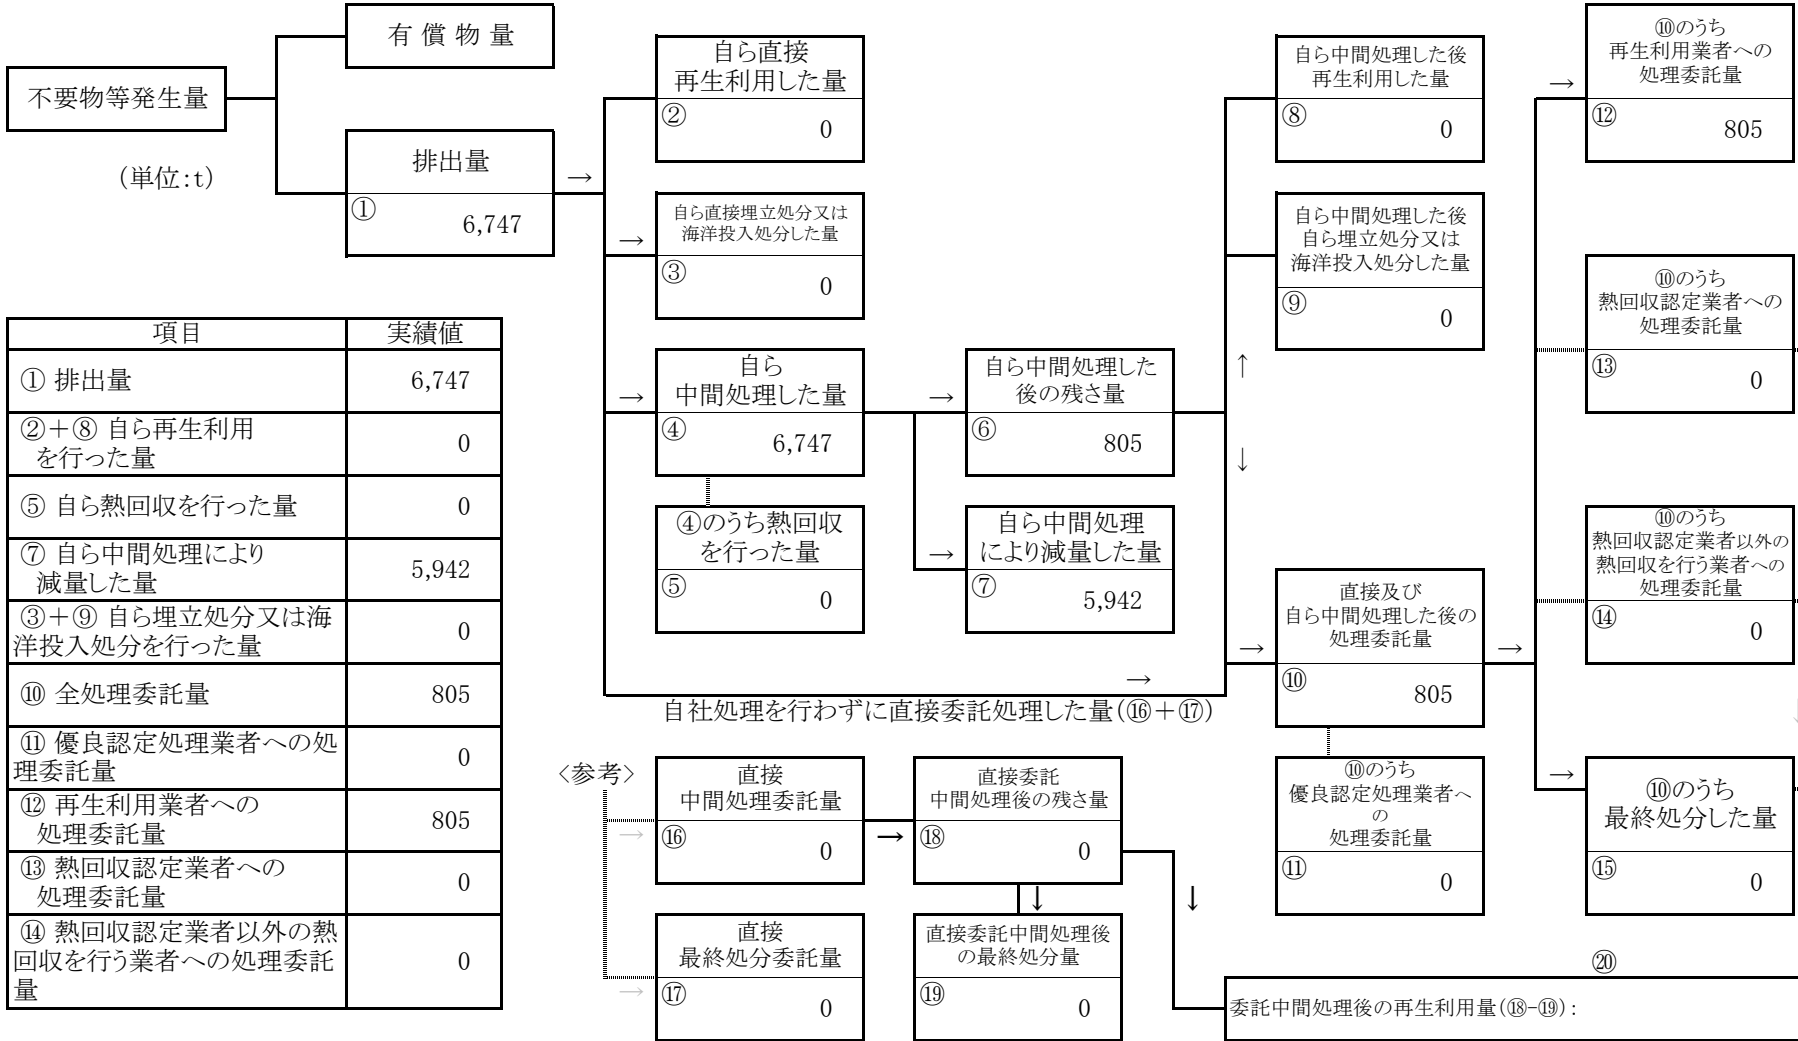 不要物等発生量
(単位:t)
有償物量
排出量
①
6,747
→
自ら直接
再生利用した量
②
0
→
自ら直接埋立処分又は
海洋投入処分した量
③
0
→
自ら
中間処理した量
④
6,747
④のうち熱回収
を行った量
⑤
0
→
自ら中間処理した
後の残さ量
⑥
805
→
自ら中間処理
により減量した量
⑦
5,942
自ら中間処理した後
再生利用した量
⑧
0
自ら中間処理した後
自ら埋立処分又は
海洋投入処分した量
⑨
0
↑
↓
→
自社処理を行わずに直接委託処理した量(⑯+⑰)
→
直接及び
自ら中間処理した後の
処理委託量
⑩
805
→
⑩のうち
優良認定処理業者へ
の
処理委託量
⑪
0
→
⑩のうち
再生利用業者への
処理委託量
⑫
805
⑩のうち
熱回収認定業者への
処理委託量
⑬
0
⑩のうち
熱回収認定業者以外の
熱回収を行う業者への
処理委託量
⑭
0
→
⑩のうち
最終処分した量
⑮
0
項目 実績値
① 排出量 6,747
②+⑧ 自ら再生利用
を行った量 0
⑤ 自ら熱回収を行った量 0
⑦ 自ら中間処理により
減量した量 5,942
③+⑨ 自ら埋立処分又は海
洋投入処分を行った量 0
⑩ 全処理委託量 805
⑪ 優良認定処理業者への処
理委託量 0
⑫ 再生利用業者への
処理委託量 805
⑬ 熱回収認定業者への
処理委託量 0
⑭ 熱回収認定業者以外の熱
回収を行う業者への処理委託
量 0
<参考>
→
直接
中間処理委託量
⑯
0
→
直接委託
中間処理後の残さ量
⑱
0
↓
↓
→
直接
最終処分委託量
⑰
0
直接委託中間処理後
の最終処分量
⑲
0
⑳
委託中間処理後の再生利用量(⑱-⑲):